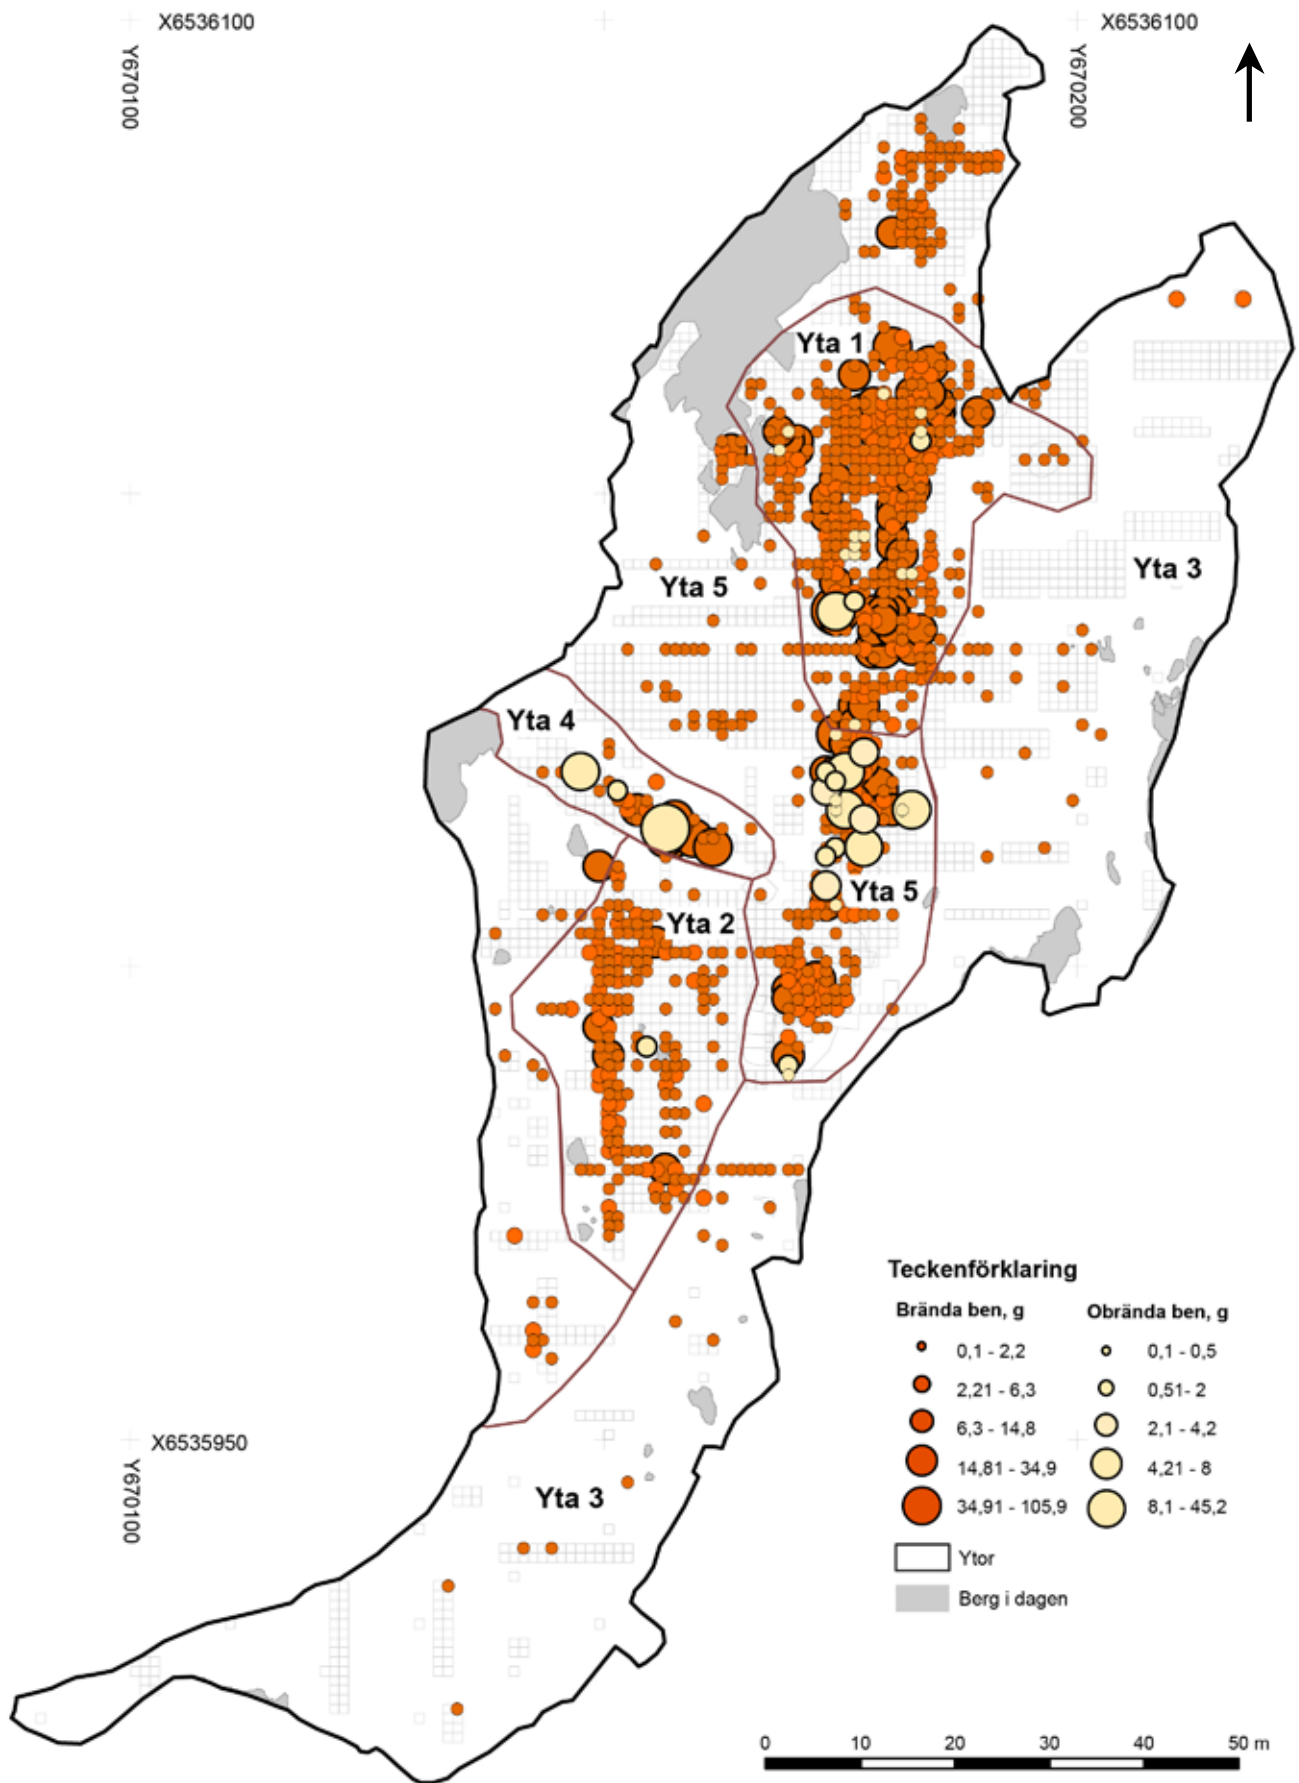 X6536100 X6536100
Y670100
Y670200
Yta 1
Yta 3
Yta 5
Yta 4
Yta 5
Yta 2
Teckenförklaring
Brända ben, g Obrända ben, g
0,1 - 2,2 0,1 - 0,5
2,21 - 6,3 0,51- 2
6,3 - 14,8 2,1 - 4,2
14,81 - 34,9 4,21 - 8
34,91 - 105,9 8,1 - 45,2
Ytor
Berg i dagen
X6535950
Y670100
Yta 3
0 10 20 30 40 50 m